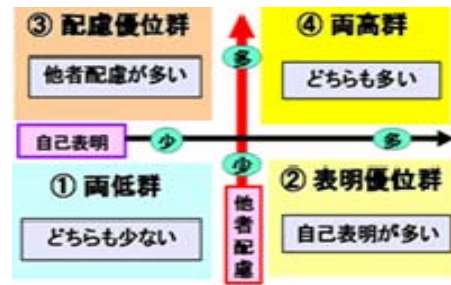 ③ 配慮優位群
他者配慮が多い
④ 両高群
どちらも多い
多
自己表明
少
多
少
① 両低群
どちらも少ない
他者配慮
② 表明優位群
自己表明が多い